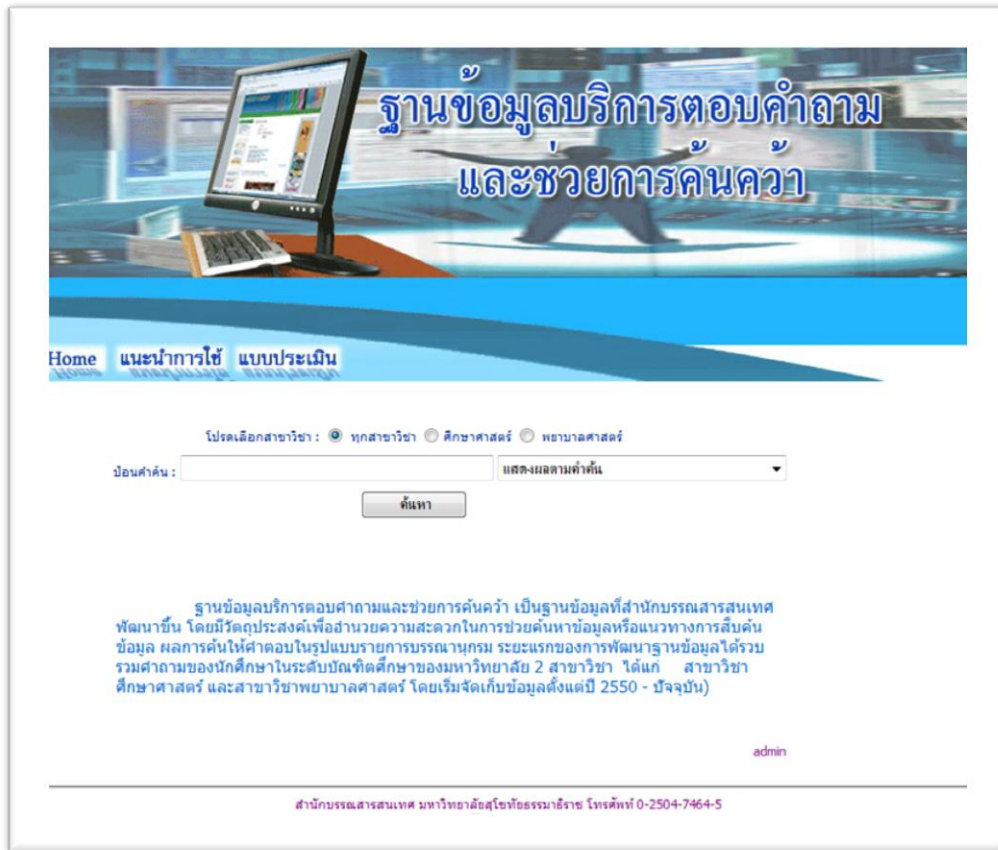 ฐานข้อมูลบริการตอบคำถาม
และช่วยการค้นคว้า
Home แนะนำการใช้ แบบประเมิน
โปรดเลือกสาขาวิชา : ทุกสาขาวิชา ศึกษาศาสตร์ พยาบาลศาสตร์
ป้อนคำค้น : แสดงผลตามคำค้น
ค้นหา
ฐานข้อมูลบริการตอบคำถามและช่วยการค้นคว้า เป็นฐานข้อมูลที่สำนักบรรณสารสนเทศ
พัฒนาขึ้น โดยมีวัตถุประสงค์เพื่ออำนวยความสะดวกในการช่วยค้นหาข้อมูลหรือแนวทางการสืบค้น
ข้อมูล ผลการค้นให้คำตอบในรูปแบบรายการบรรณานุกรม ระยะแรกของการพัฒนาฐานข้อมูลได้รวบ
รวมคำถามของนักศึกษาในระดับบัณฑิตศึกษาของมหาวิทยาลัย 2 สาขาวิชา ได้แก่ สาขาวิชา
ศึกษาศาสตร์ และสาขาวิชาพยาบาลศาสตร์ โดยเริ่มจัดเก็บข้อมูลตั้งแต่ปี 2550 - ปัจจุบัน)
admin
สำนักบรรณสารสนเทศ มหาวิทยาลัยสุโขทัยธรรมาธิราช โทรศัพท์ 0-2504-7464-5